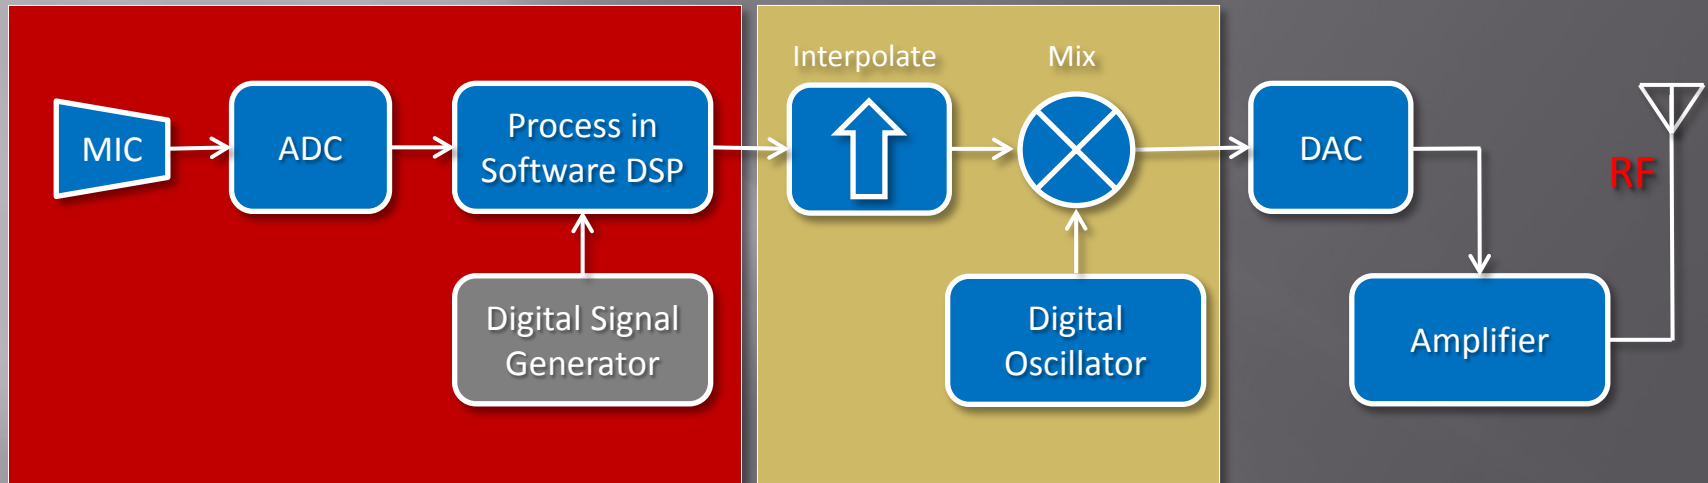 Interpolate
Mix
MIC
ADC
Process in
Software DSP
DAC
RF
Digital Signal
Generator
Digital
Oscillator
Amplifier